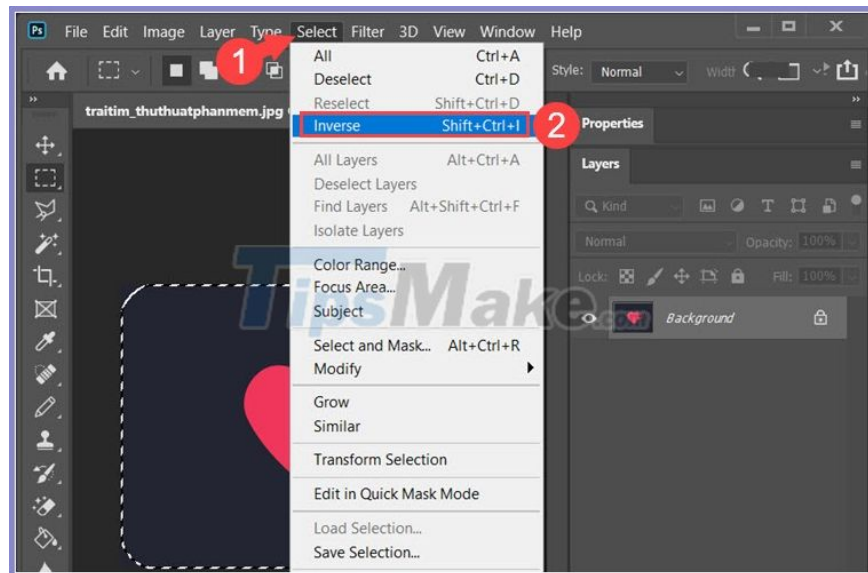 Ps File Edit Image Layer Type Select Filter 3D View Window Help
1
Style: Normal
traitim_thuthuatphanmem.jpg
All Ctrl+A
Deselect Ctrl+D
Reselect Shift+Ctrl+D
Inverse Shift+Ctrl+I
2
All Layers Alt+Ctrl+A
Deselect Layers
Find Layers Alt+Shift+Ctrl+F
Isolate Layers
Color Range...
Focus Area...
Subject
Select and Mask... Alt+Ctrl+R
Modify
Grow
Similar
Transform Selection
Edit in Quick Mask Mode
Load Selection...
Save Selection...
Properties
Layers
Kind
Normal Opacity: 100%
Lock: Fill: 100%
Background
TipsMake.com